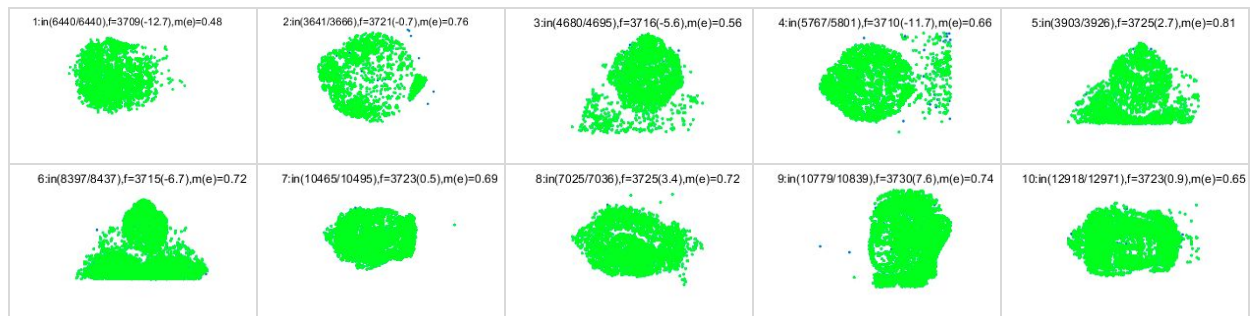 1:in(6440/6440),f=3709(-12.7),m(e)=0.48
2:in(3641/3666),f=3721(-0.7),m(e)=0.76
3:in(4680/4695),f=3716(-5.6),m(e)=0.56
4:in(5767/5801),f=3710(-11.7),m(e)=0.66
5:in(3903/3926),f=3725(2.7),m(e)=0.81
6:in(8397/8437),f=3715(-6.7),m(e)=0.72
7:in(10465/10495),f=3723(0.5),m(e)=0.69
8:in(7025/7036),f=3725(3.4),m(e)=0.72
9:in(10779/10839),f=3730(7.6),m(e)=0.74
10:in(12918/12971),f=3723(0.9),m(e)=0.65